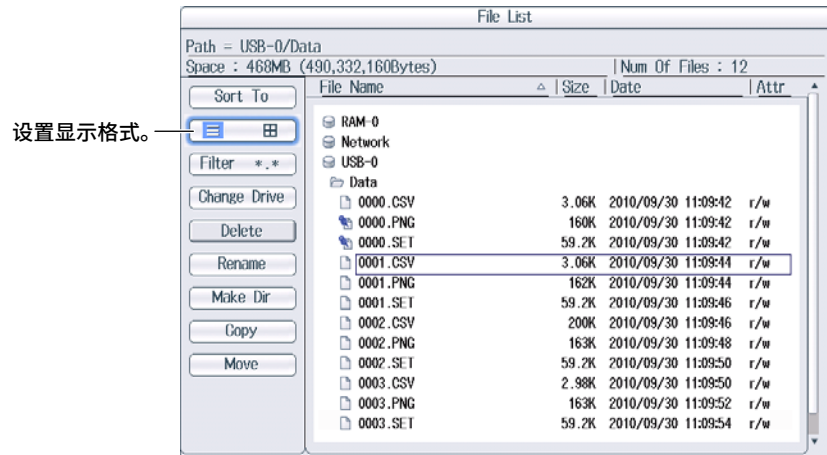 File List
Path = USB-0/Data
Space : 468MB (490,332,160Bytes) Num Of Files : 12
File Name Size Date Attr
Sort To
设置显示格式。
Filter *.*
Change Drive
Delete
Rename
Make Dir
Copy
Move
RAM-0
Network
USB-0
Data
0000.CSV 3.06K 2010/09/30 11:09:42 r/w
0000.PNG 160K 2010/09/30 11:09:42 r/w
0000.SET 59.2K 2010/09/30 11:09:42 r/w
0001.CSV 3.06K 2010/09/30 11:09:44 r/w
0001.PNG 162K 2010/09/30 11:09:44 r/w
0001.SET 59.2K 2010/09/30 11:09:46 r/w
0002.CSV 200K 2010/09/30 11:09:46 r/w
0002.PNG 163K 2010/09/30 11:09:48 r/w
0002.SET 59.2K 2010/09/30 11:09:50 r/w
0003.CSV 2.98K 2010/09/30 11:09:50 r/w
0003.PNG 163K 2010/09/30 11:09:52 r/w
0003.SET 59.2K 2010/09/30 11:09:54 r/w